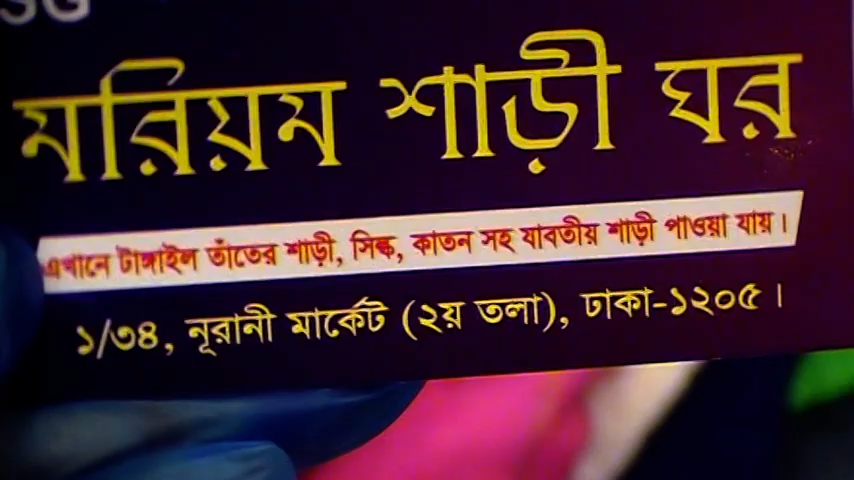 মরিয়ম শাড়ী ঘর
এখানে টাঙ্গাইল তাঁতের শাড়ী, সিল্ক, কাতন সহ যাবতীয় শাড়ী পাওয়া যায়।
১/৩৪, নূরানী মার্কেট (২য় তলা), ঢাকা-১২০৫।